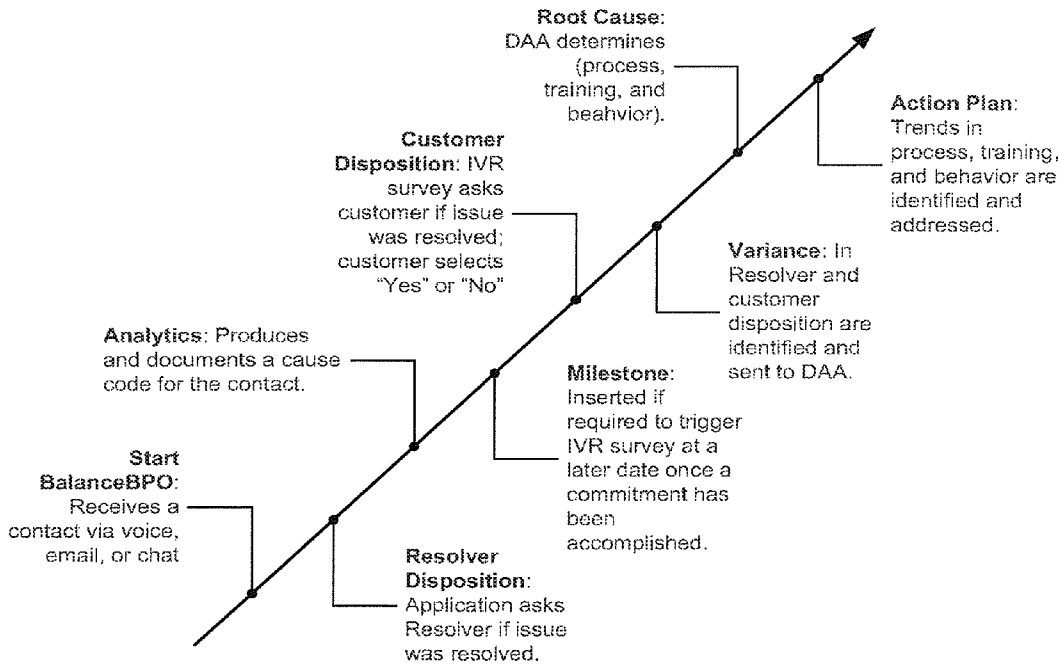 Root Cause:
DAA determines
(process,
training, and
beahvior).
Action Plan:
Trends in
process, training,
and behavior are
identified and
addressed.
Customer
Disposition: IVR
survey asks
customer if issue
was resolved;
customer selects
“Yes” or “No”
Variance: In
Resolver and
customer
disposition are
identified and
sent to DAA.
Analytics: Produces
and documents a cause
code for the contact.
Milestone:
Inserted if
required to trigger
IVR survey at a
later date once a
commitment has
been
accomplished.
Start
BalanceBPO:
Receives a
contact via voice,
email, or chat
Resolver
Disposition:
Application asks
Resolver if issue
was resolved.